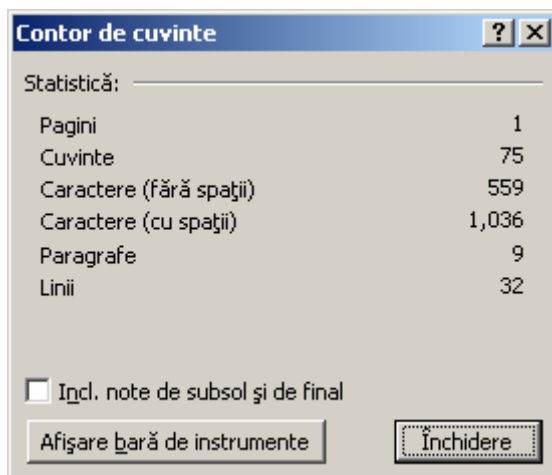 Contor de cuvinte
Statistică:
Pagini 1
Cuvinte 75
Caractere (fără spaţii) 559
Caractere (cu spaţii) 1,036
Paragrafe 9
Linii 32
Incl. note de subsol şi de final
Afişare bară de instrumente Închidere